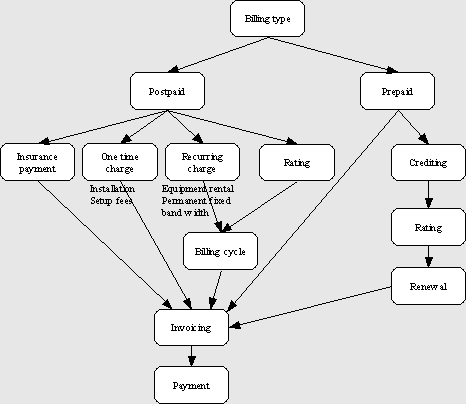 Billing type
Postpaid
Prepaid
Insurance
payment
One time
charge
Recurring
charge
Rating
Crediting
Installation
Setup fees
Equipment rental
Permanent fixed
band width
Rating
Billing cycle
Renewal
Invoicing
Payment